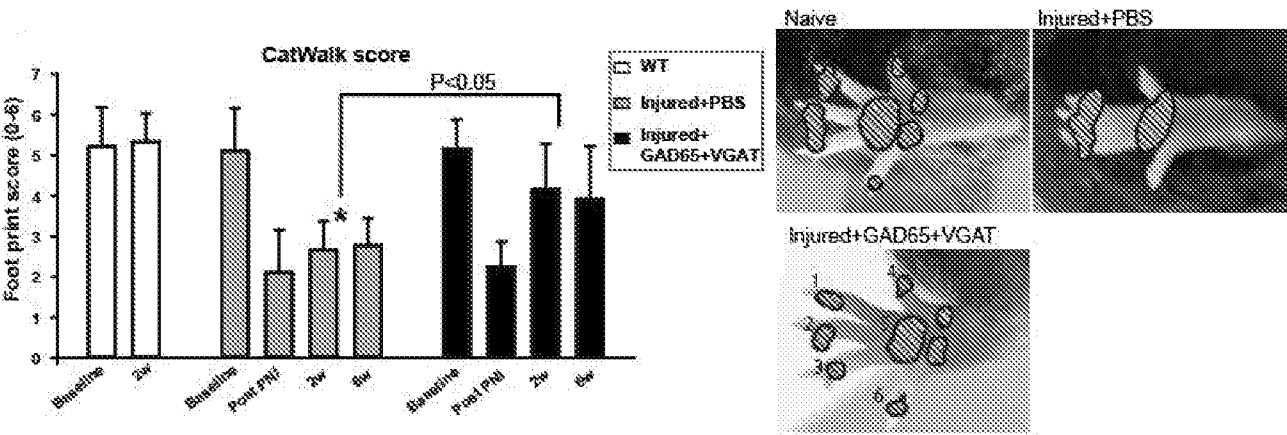 CatWalk score
Foot print score (0-6)
7
6
5
4
3
2
1
0
Baseline
2w
Baseline
Post PNI
2w
6w
Baseline
Post PNI
2w
6w
*
P<0.05
WT
Injured+PBS
Injured+
GAD65+VGAT
Naive
Injured+PBS
Injured+GAD65+VGAT
1
2
3
4